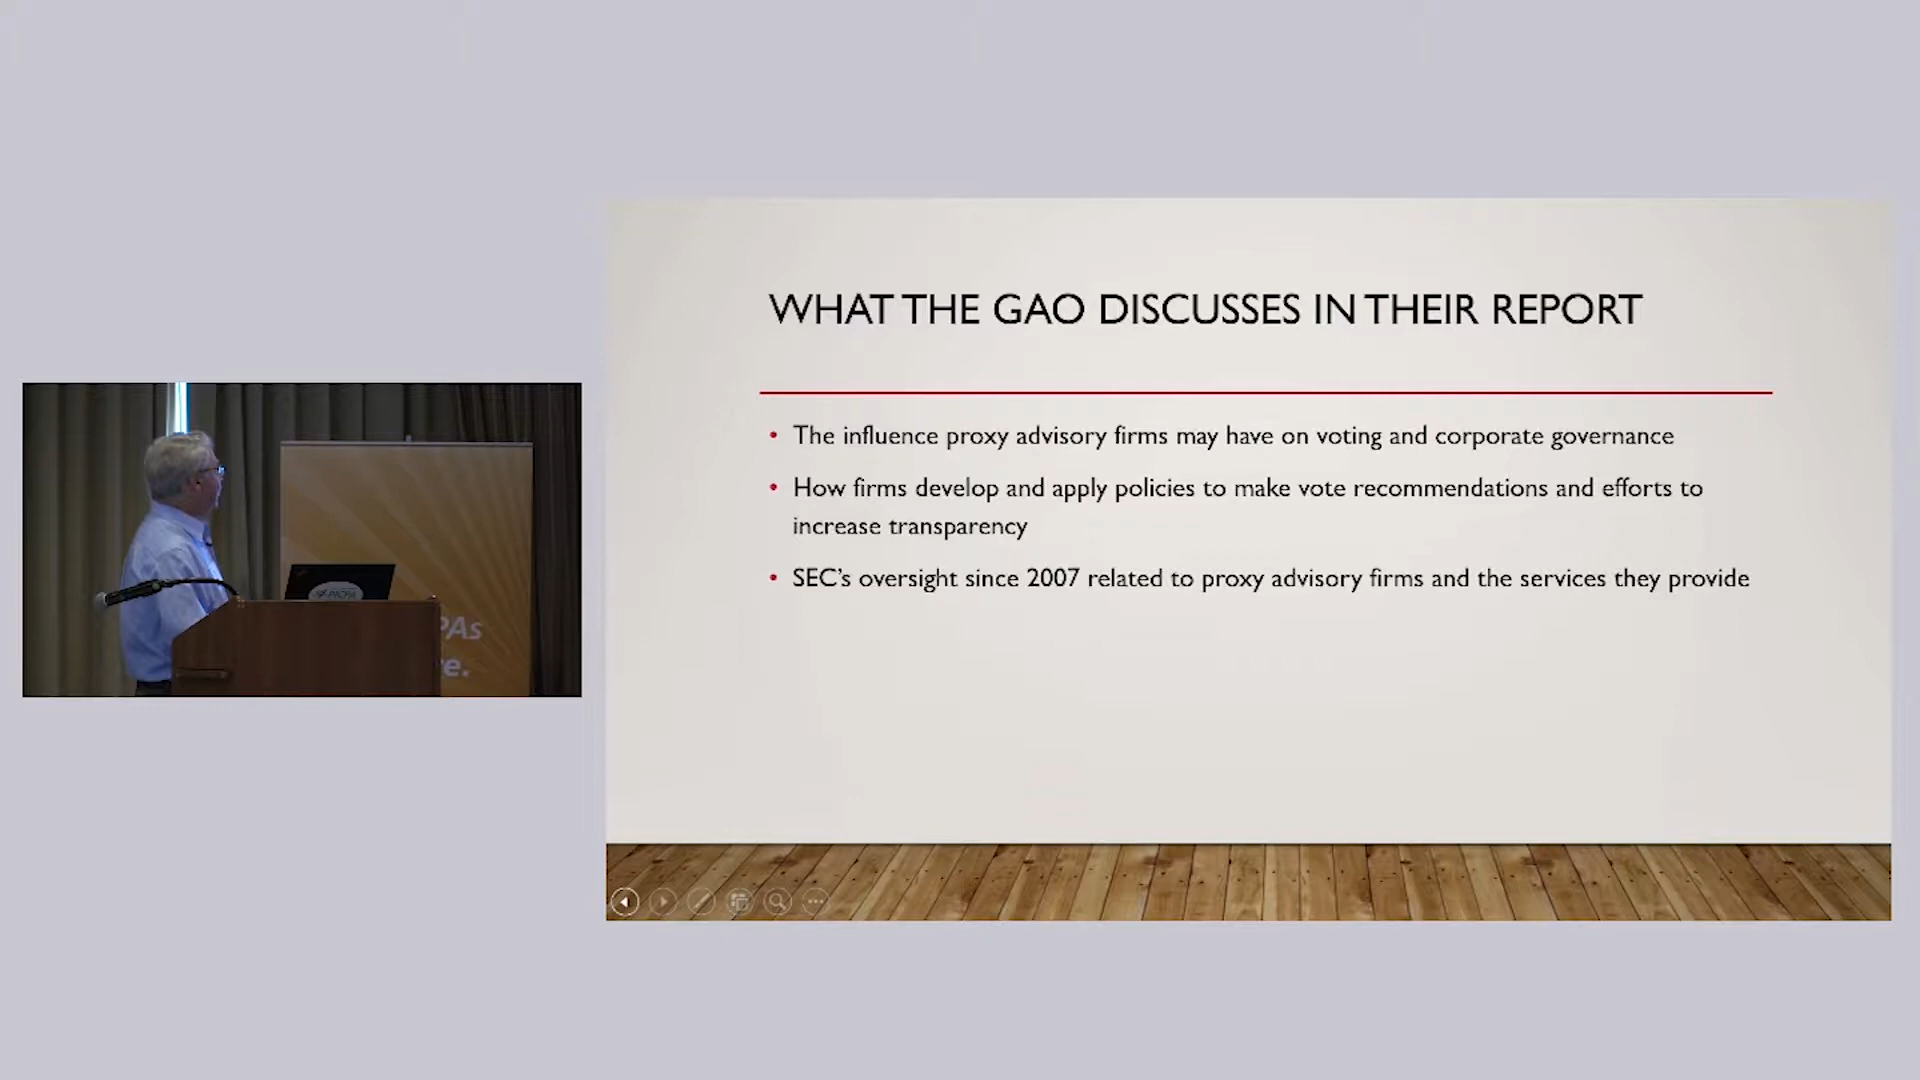 WHAT THE GAO DISCUSSES IN THEIR REPORT
• The influence proxy advisory firms may have on voting and corporate governance
• How firms develop and apply policies to make vote recommendations and efforts to
increase transparency
• SEC's oversight since 2007 related to proxy advisory firms and the services they provide
PAs
e.